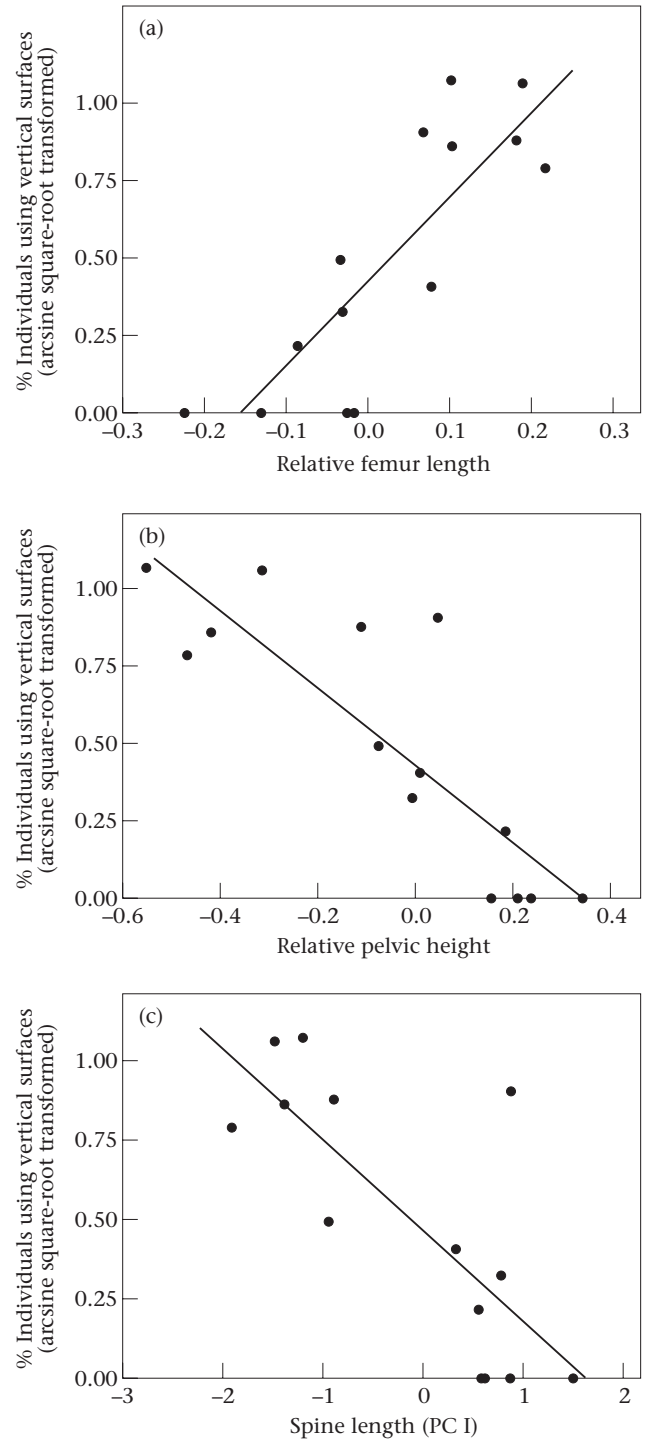 (a)
% Individuals using vertical surfaces
(arcsine square-root transformed)
1.00
0.75
0.50
0.25
0.00
–0.3 –0.2 –0.1 0.0 0.1 0.2 0.3
Relative femur length
(b)
% Individuals using vertical surfaces
(arcsine square-root transformed)
1.00
0.75
0.50
0.25
0.00
–0.6 –0.4 –0.2 0.0 0.2 0.4
Relative pelvic height
(c)
% Individuals using vertical surfaces
(arcsine square-root transformed)
1.00
0.75
0.50
0.25
0.00
–3 –2 –1 0 1 2
Spine length (PC I)